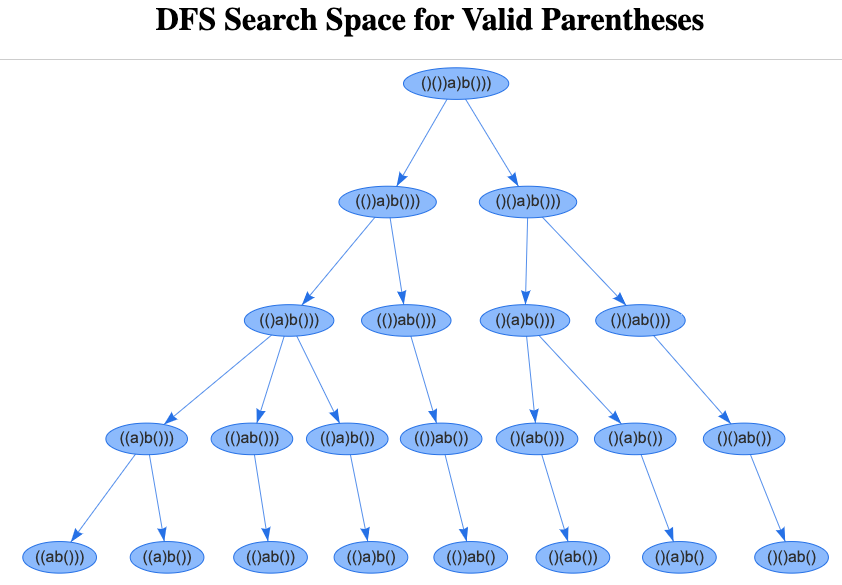 DFS Search Space for Valid Parentheses
()())a)b()))
(())a)b())) ()()a)b()))
(()a)b())) (())ab())) ()(a)b())) ()()ab()))
((a)b())) (()ab())) (()a)b()) (())ab()) ()(ab())) ()(a)b()) ()()ab())
((ab())) ((a)b()) (()ab()) (()a)b() (())ab() ()(ab()) ()(a)b() ()()ab()